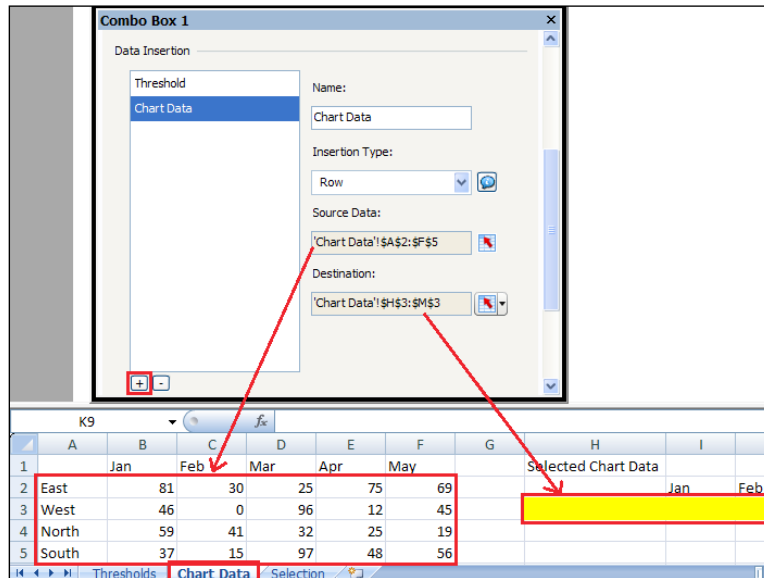 Combo Box 1
Data Insertion
Threshold
Chart Data
Name:
Chart Data
Insertion Type:
Row
Source Data:
'Chart Data'!$A$2:$F$5
Destination:
'Chart Data'!$H$3:$M$3
+ -
K9 fx
A B C D E F G H I
1 Jan Feb Mar Apr May Selected Chart Data
2 East 81 30 25 75 69 Jan Feb
3 West 46 0 96 12 45
4 North 59 41 32 25 19
5 South 37 15 97 48 56
Thresholds Chart Data Selection